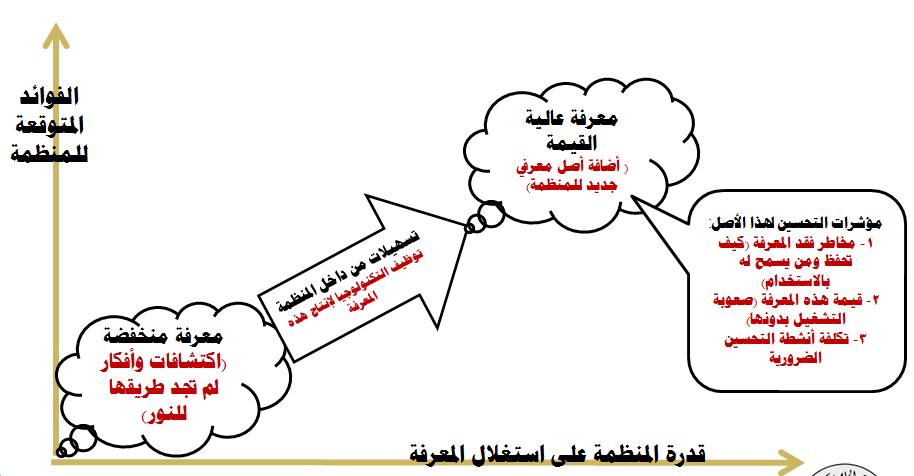 الفوائد
المتوقعة
للمنظمة
معرفة عالية
القيمة
(أضافة أصل معرفي
جديد للمنظمة)
مؤشرات التحسين لهذا الأصل:
١- مخاطر فقد المعرفة (كيف
تحفظ ومن يسمح له
بالاستخدام)
٢- قيمة هذه المعرفة (صعوبة
التشغيل بدونها)
٣- تكلفة أنشطة التحسين
الضرورية
تسهيلات من داخل المنظمة
توظيف التكنولوجيا لإنتاج هذه
المعرفة
معرفة منخفضة
(اكتشافات وأفكار
لم تجد طريقها
للنور)
قدرة المنظمة على استغلال المعرفة